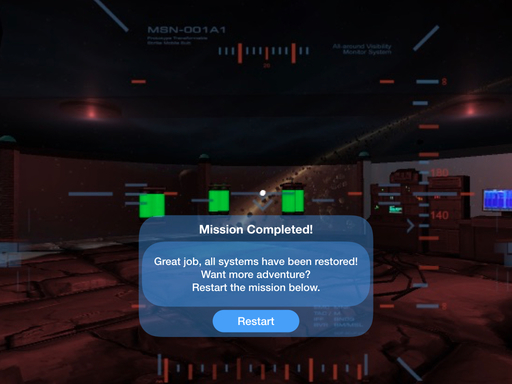 MSN-001A1
All around Visibility
Monitor System
180
140
Mission Completed!
Great job, all systems have been restored!
Want more adventure?
Restart the mission below.
Restart